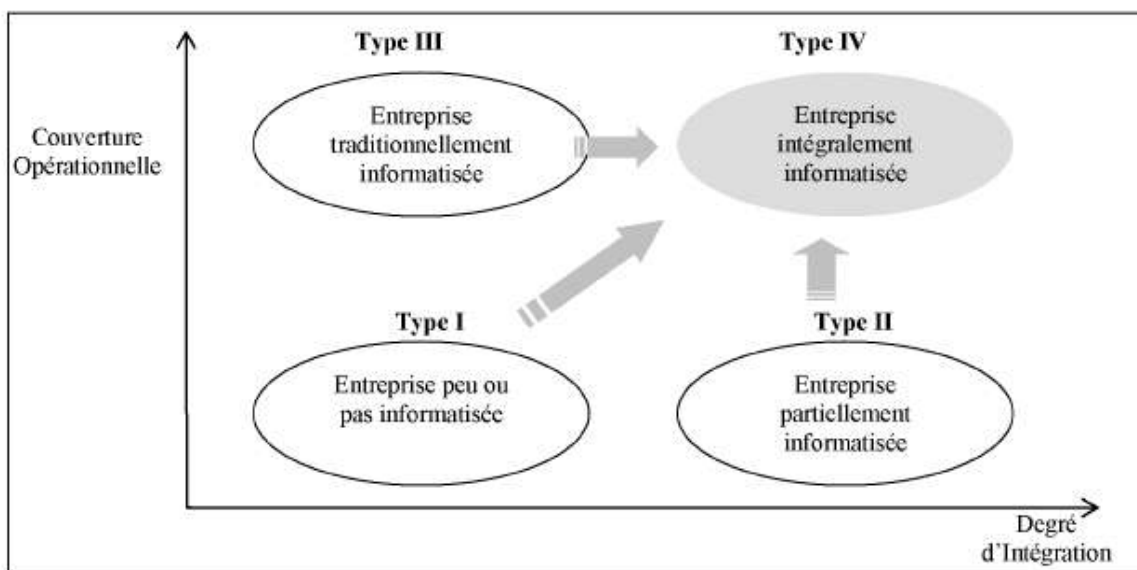 Type III
Type IV
Couverture
Opérationnelle
Entreprise
traditionnellement
informatisée
Entreprise
intégralement
informatisée
Type I
Type II
Entreprise peu ou
pas informatisée
Entreprise
partiellement
informatisée
Degré
d'Intégration